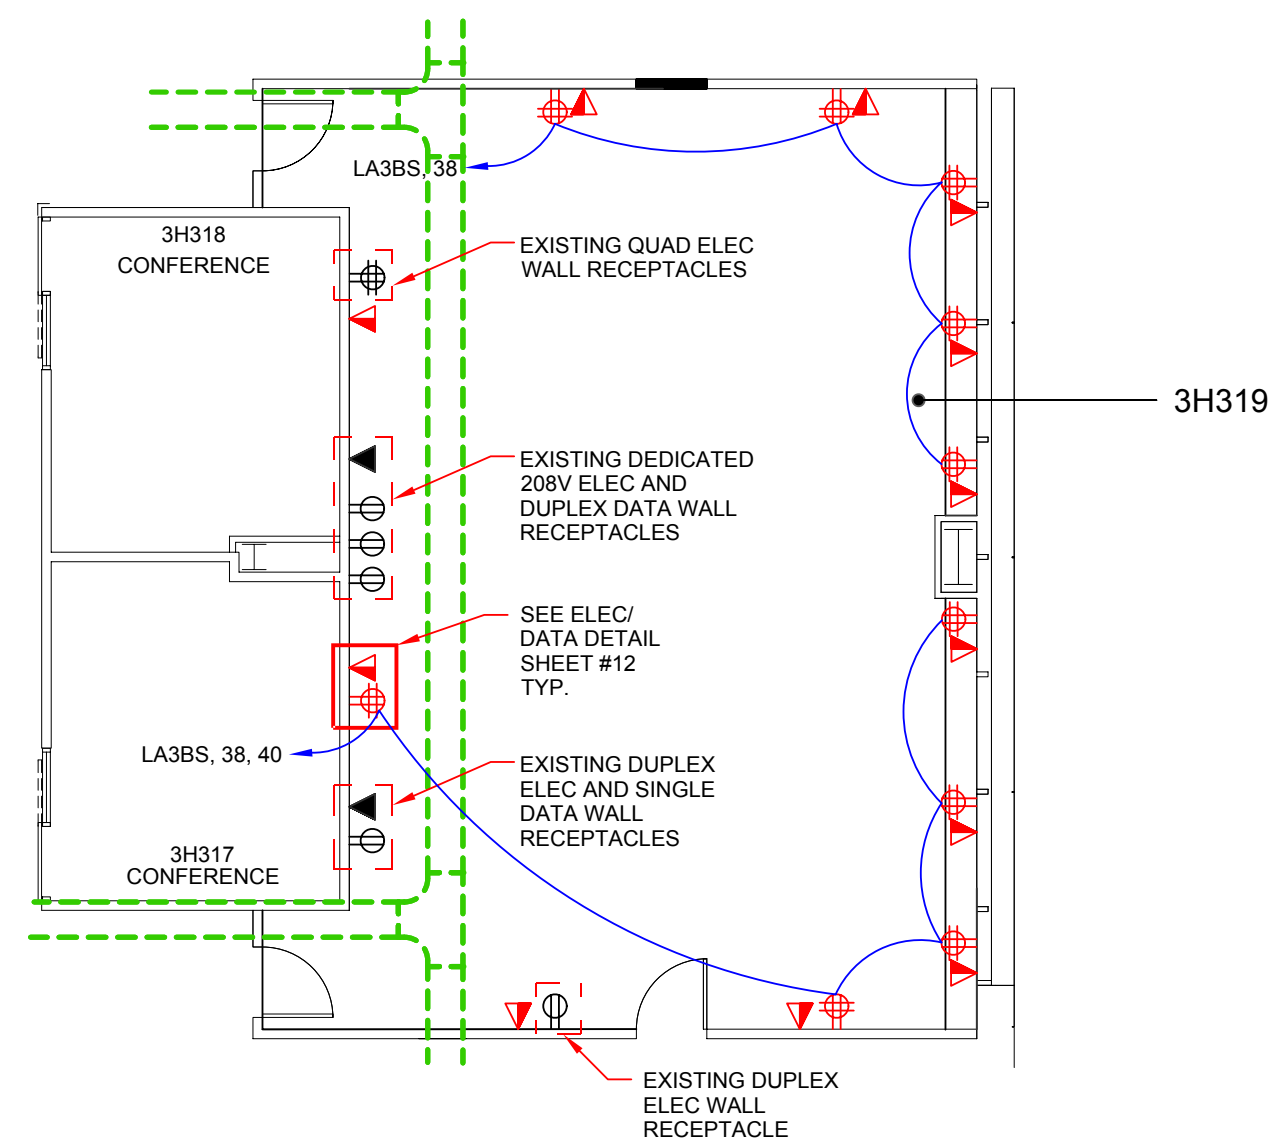 LA3BS, 38
3H318
CONFERENCE
EXISTING QUAD ELEC
WALL RECEPTACLES
3H319
EXISTING DEDICATED
208V ELEC AND
DUPLEX DATA WALL
RECEPTACLES
SEE ELEC/
DATA DETAIL
SHEET #12
TYP.
LA3BS, 38, 40
EXISTING DUPLEX
ELEC AND SINGLE
DATA WALL
RECEPTACLES
3H317
CONFERENCE
EXISTING DUPLEX
ELEC WALL
RECEPTACLE